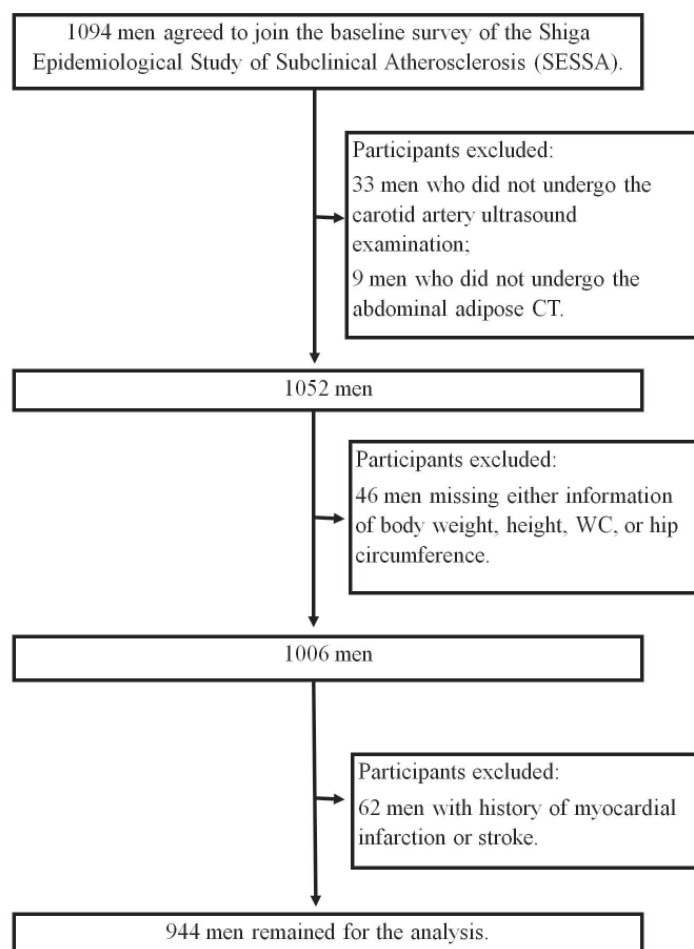 1094 men agreed to join the baseline survey of the Shiga
Epidemiological Study of Subclinical Atherosclerosis (SESSA).
Participants excluded:
33 men who did not undergo the
carotid artery ultrasound
examination;
9 men who did not undergo the
abdominal adipose CT.
1052 men
Participants excluded:
46 men missing either information
of body weight, height, WC, or hip
circumference.
1006 men
Participants excluded:
62 men with history of myocardial
infarction or stroke.
944 men remained for the analysis.